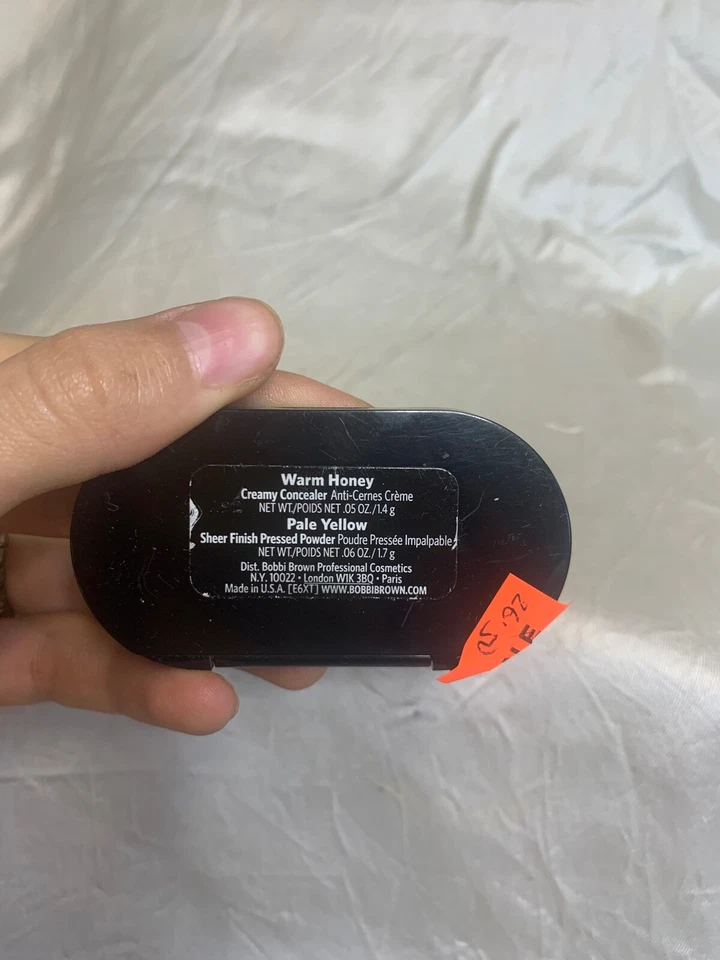 Warm Honey
Creamy Concealer Anti-Cernes Crème
NET WT./POIDS NET .05 OZ./1.4 g
Pale Yellow
Sheer Finish Pressed Powder Poudre Pressée Impalpable
NET WT./POIDS NET .06 OZ./1.7 g
Dist. Bobbi Brown Professional Cosmetics
N.Y. 10022 • London W1K 3BQ • Paris
Made in U.S.A. [E6XT] WWW.BOBBIBROWN.COM